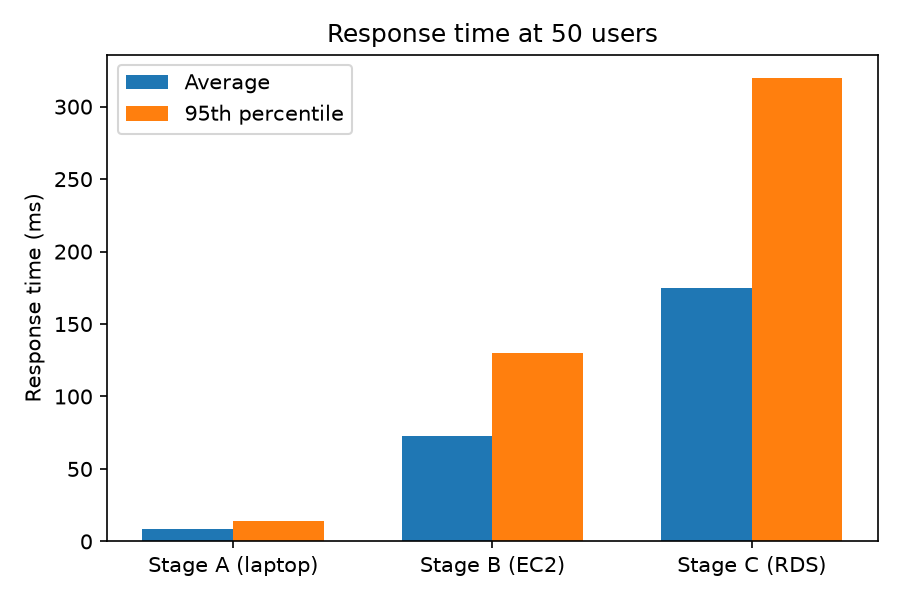 Response time at 50 users
Average
95th percentile
Response time (ms)
300
250
200
150
100
50
0
Stage A (laptop)
Stage B (EC2)
Stage C (RDS)